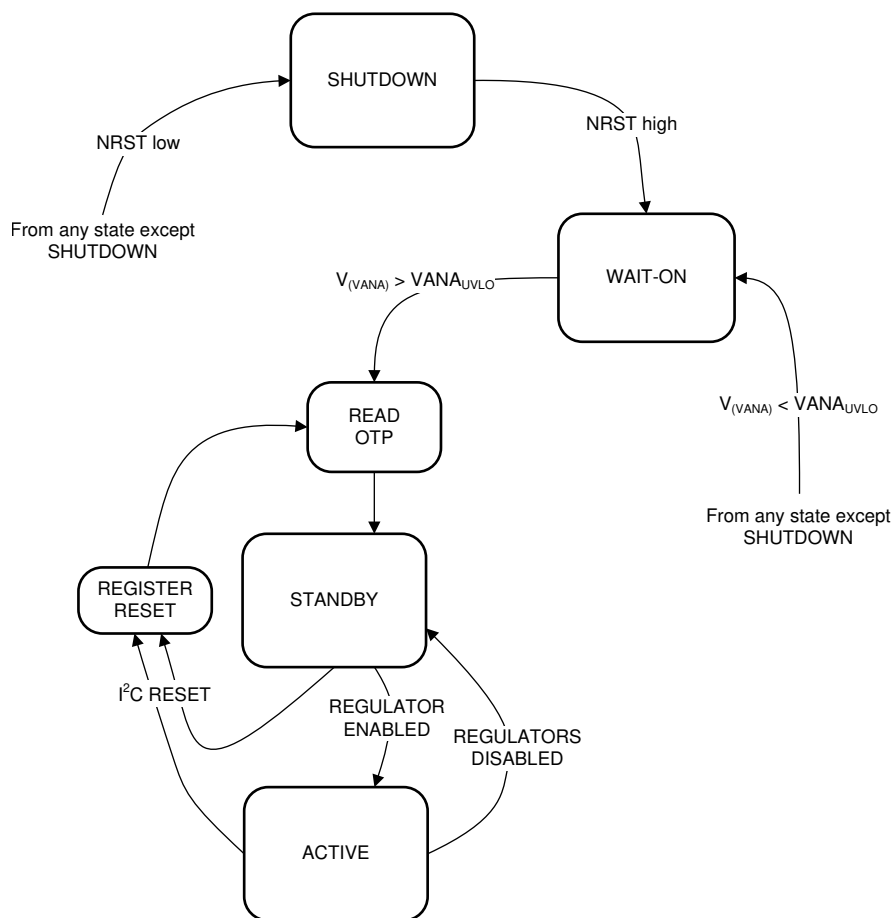 SHUTDOWN
NRST low
NRST high
From any state except
SHUTDOWN
V(VANA) > VANAUVLO
WAIT-ON
READ
OTP
V(VANA) < VANAUVLO
From any state except
SHUTDOWN
REGISTER
RESET
STANDBY
I²C RESET
REGULATOR
ENABLED
REGULATORS
DISABLED
ACTIVE